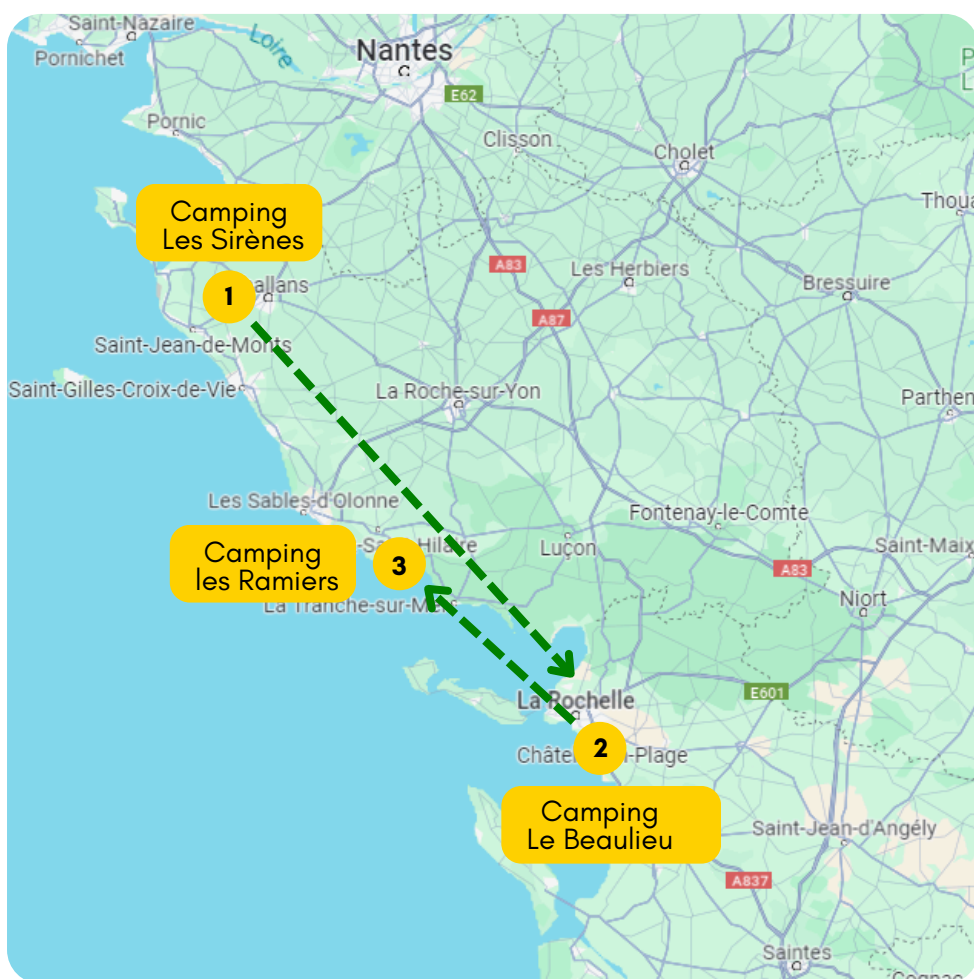 Saint-Nazaire
Pornichet
Loire
Nantes
E62
Pornic
Clisson
Cholet
Camping
Les Sirènes
A83
Les Herbiers
Bressuire
1
allans
A87
Saint-Jean-de-Monts
Saint-Gilles-Croix-de-Vie
La Roche-sur-Yon
Parthen
Les Sables-d'Olonne
Fontenay-le-Comte
Camping
les Ramiers
3
Hilaire
Luçon
Saint-Maix
A83
La Tranche-sur-Mer
Niort
E601
La Rochelle
2
Plage
Camping
Le Beaulieu
Saint-Jean-d'Angély
A837
Saintes